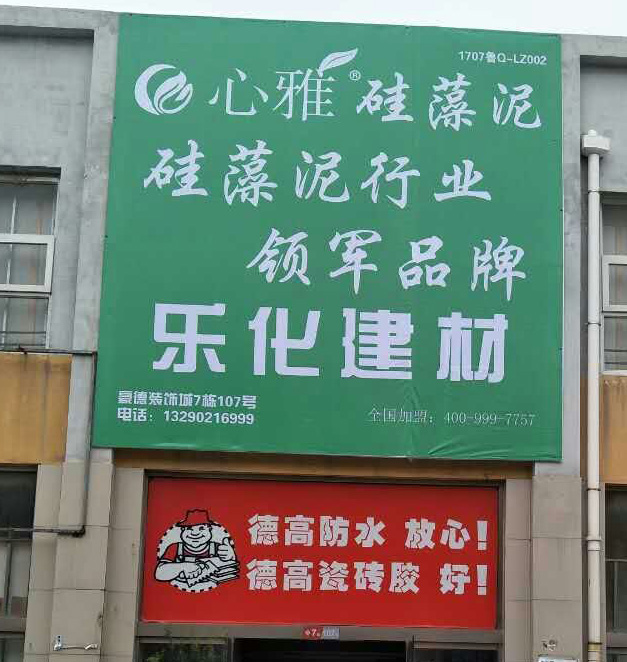 1707鲁Q-LZ002
心雅®硅藻泥
硅藻泥行业
领军品牌
乐化建材
豪德装饰城7栋107号
电话：13290216999
全国加盟：400-999-7757
德高防水 放心！
德高瓷砖胶 好！